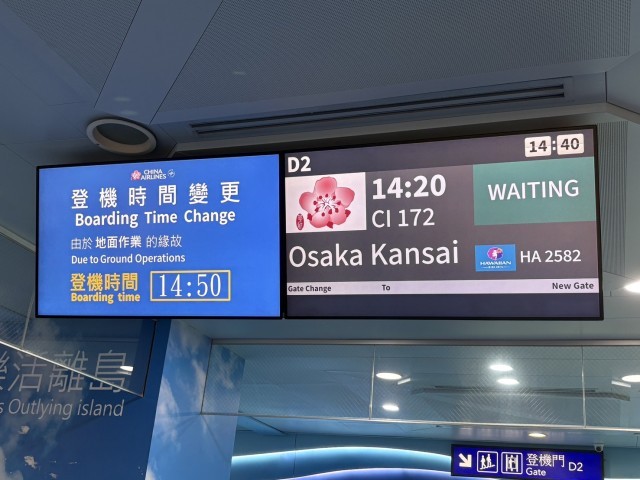 CHINA AIRLINES
登機時間變更
Boarding Time Change
由於 地面作業 的緣故
Due to Ground Operations
登機時間
Boarding time
14:50
D2
14:40
14:20
CI 172
WAITING
Osaka Kansai
HAWAIIAN
HA 2582
Gate Change To New Gate
樂活離島
Outlying island
登機門
Gate D2